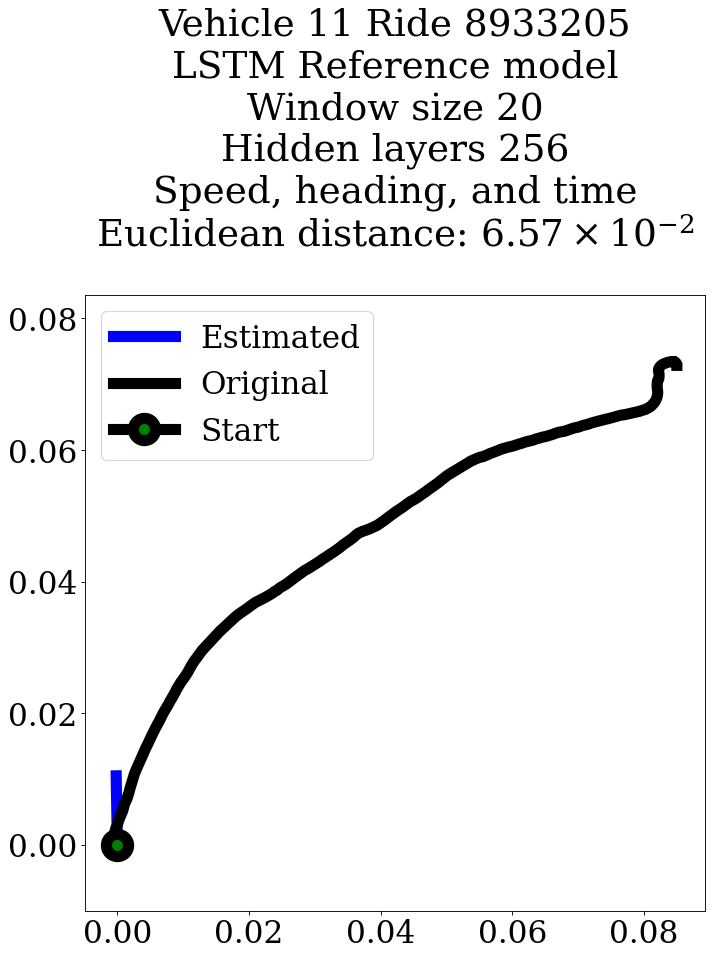 Vehicle 11 Ride 8933205
LSTM Reference model
Window size 20
Hidden layers 256
Speed, heading, and time
Euclidean distance: 6.57 × 10⁻²
Estimated
Original
Start
0.08
0.06
0.04
0.02
0.00
0.00 0.02 0.04 0.06 0.08